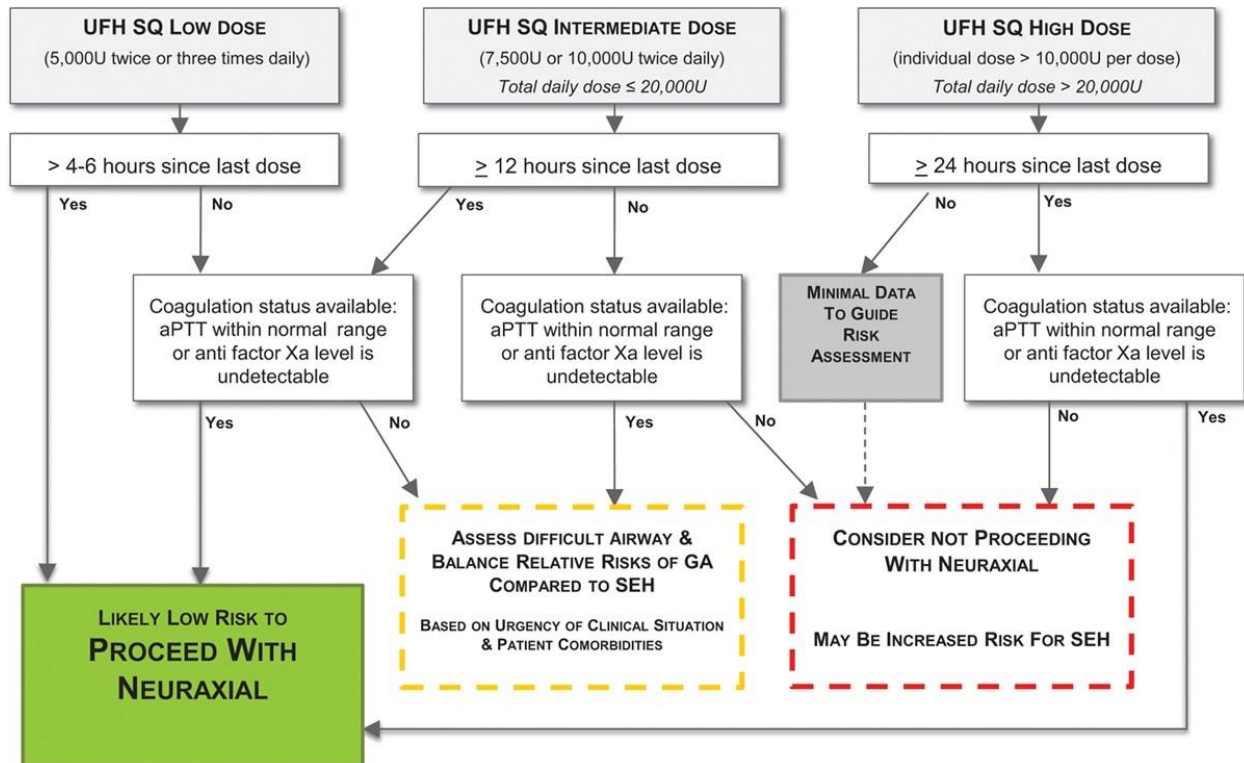 UFH SQ LOW DOSE
(5,000U twice or three times daily)
UFH SQ INTERMEDIATE DOSE
(7,500U or 10,000U twice daily)
Total daily dose ≤ 20,000U
UFH SQ HIGH DOSE
(individual dose > 10,000U per dose)
Total daily dose > 20,000U
> 4-6 hours since last dose
≥ 12 hours since last dose
≥ 24 hours since last dose
Yes
No
Yes
No
No
Yes
Coagulation status available:
aPTT within normal range
or anti factor Xa level is
undetectable
Coagulation status available:
aPTT within normal range
or anti factor Xa level is
undetectable
MINIMAL DATA
TO GUIDE
RISK
ASSESSMENT
Coagulation status available:
aPTT within normal range
or anti factor Xa level is
undetectable
Yes
No
Yes
No
No
Yes
LIKELY LOW RISK TO
PROCEED WITH
NEURAXIAL
ASSESS DIFFICULT AIRWAY &
BALANCE RELATIVE RISKS OF GA
COMPARED TO SEH
BASED ON URGENCY OF CLINICAL SITUATION
& PATIENT COMORBIDITIES
CONSIDER NOT PROCEEDING
WITH NEURAXIAL
MAY BE INCREASED RISK FOR SEH